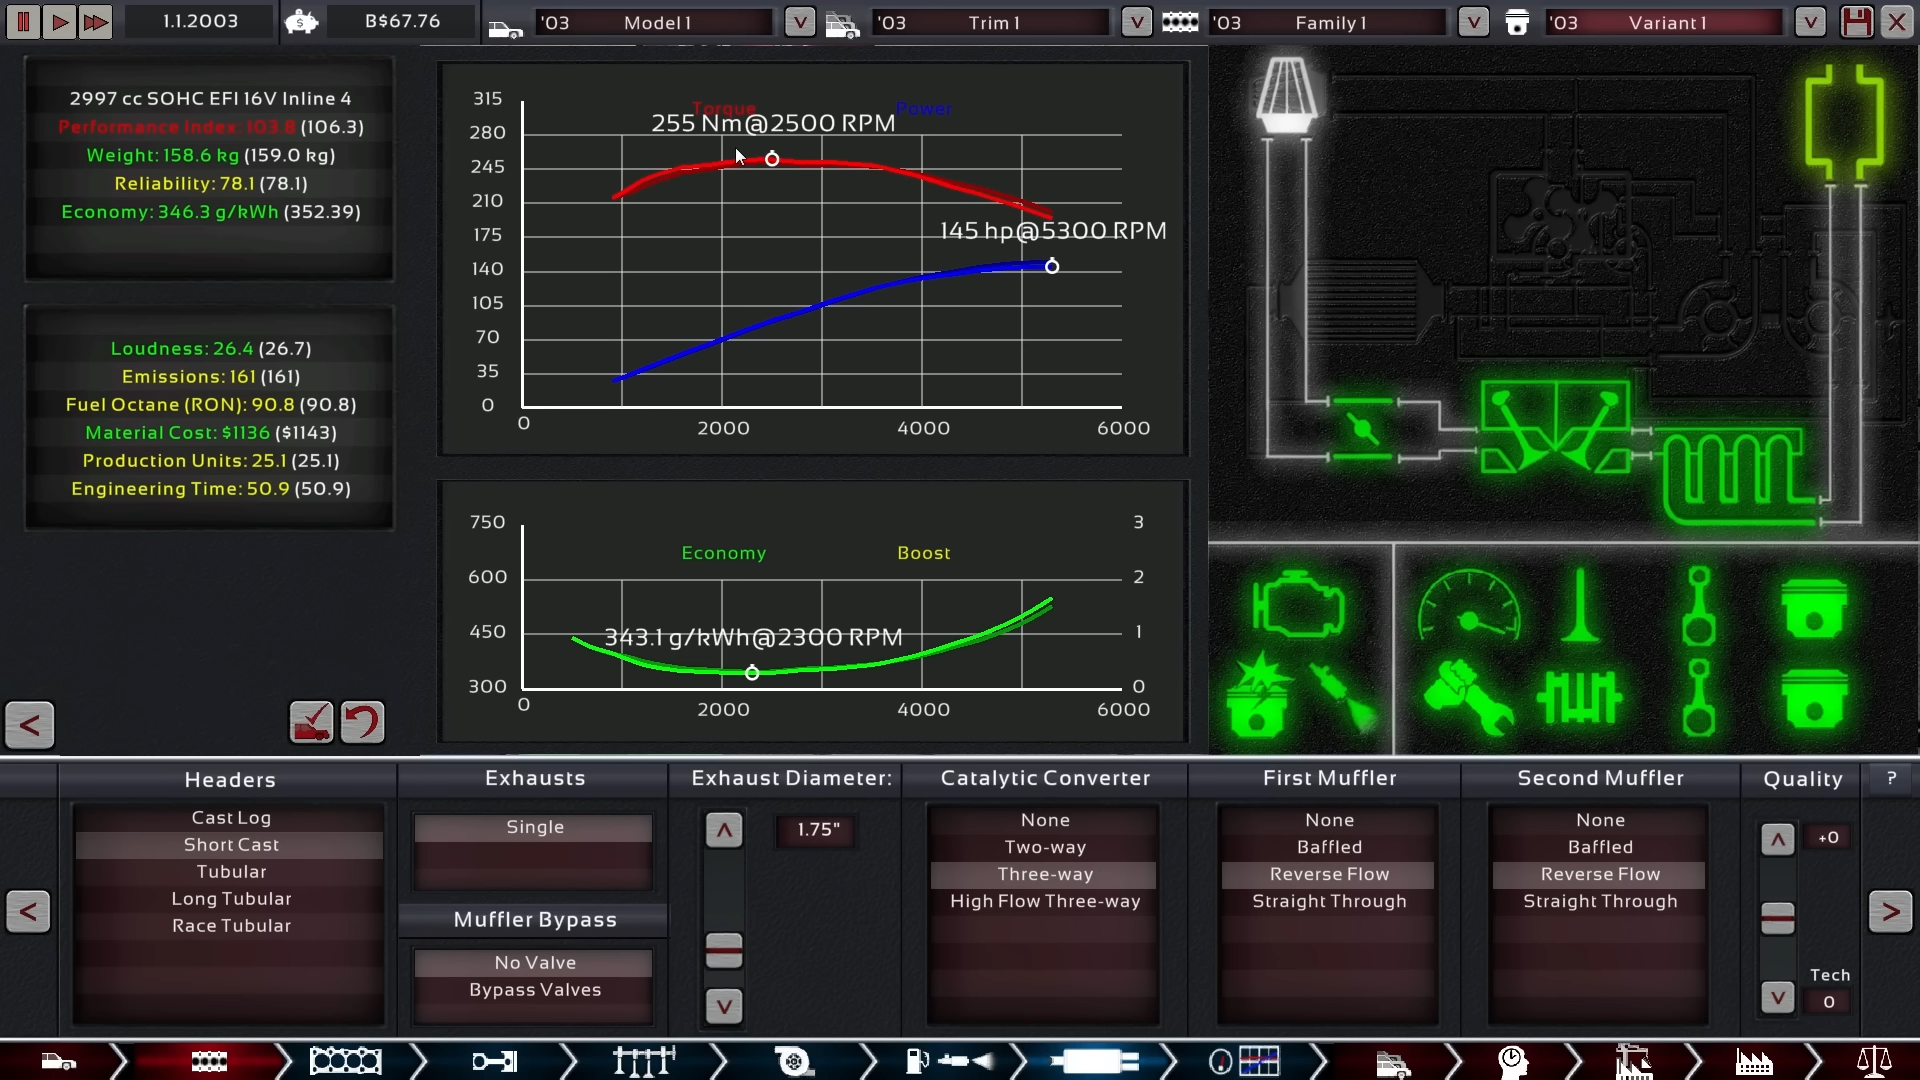 1.1.2003
B$67.76
'03 Model 1
'03 Trim 1
'03 Family 1
'03 Variant 1
2997 cc SOHC EFI 16V Inline 4
Performance Index: 103.8 (106.3)
Weight: 158.6 kg (159.0 kg)
Reliability: 78.1 (78.1)
Economy: 346.3 g/kWh (352.39)
Loudness: 26.4 (26.7)
Emissions: 161 (161)
Fuel Octane (RON): 90.8 (90.8)
Material Cost: $1136 ($1143)
Production Units: 25.1 (25.1)
Engineering Time: 50.9 (50.9)
Torque
Power
255 Nm@2500 RPM
145 hp@5300 RPM
315
280
245
210
175
140
105
70
35
0
0 2000 4000 6000
750
600
450
300
Economy
Boost
343.1 g/kWh@2300 RPM
3
2
1
0
0 2000 4000 6000
Headers
Cast Log
Short Cast
Tubular
Long Tubular
Race Tubular
Exhausts
Single
Muffler Bypass
No Valve
Bypass Valves
Exhaust Diameter:
1.75"
Catalytic Converter
None
Two-way
Three-way
High Flow Three-way
First Muffler
None
Baffled
Reverse Flow
Straight Through
Second Muffler
None
Baffled
Reverse Flow
Straight Through
Quality
+0
Tech
0
?